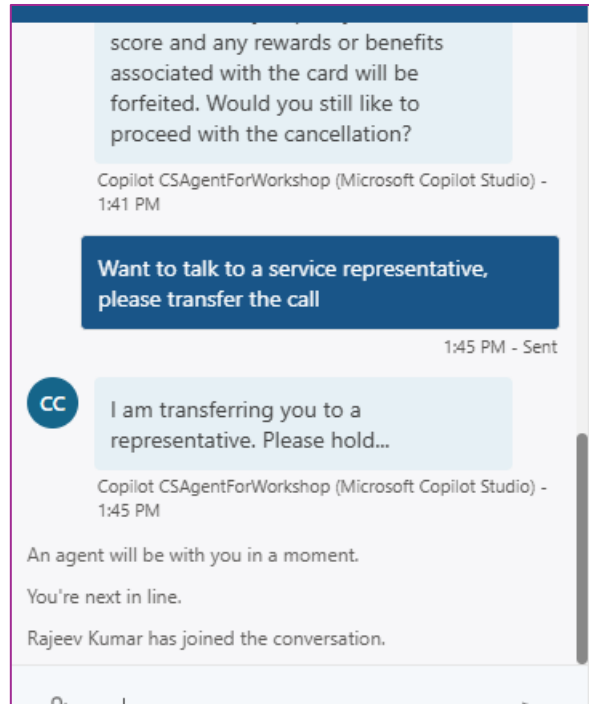 score and any rewards or benefits
associated with the card will be
forfeited. Would you still like to
proceed with the cancellation?
Copilot CSAgentForWorkshop (Microsoft Copilot Studio) -
1:41 PM
Want to talk to a service representative,
please transfer the call
1:45 PM - Sent
CC
I am transferring you to a
representative. Please hold...
Copilot CSAgentForWorkshop (Microsoft Copilot Studio) -
1:45 PM
An agent will be with you in a moment.
You're next in line.
Rajeev Kumar has joined the conversation.